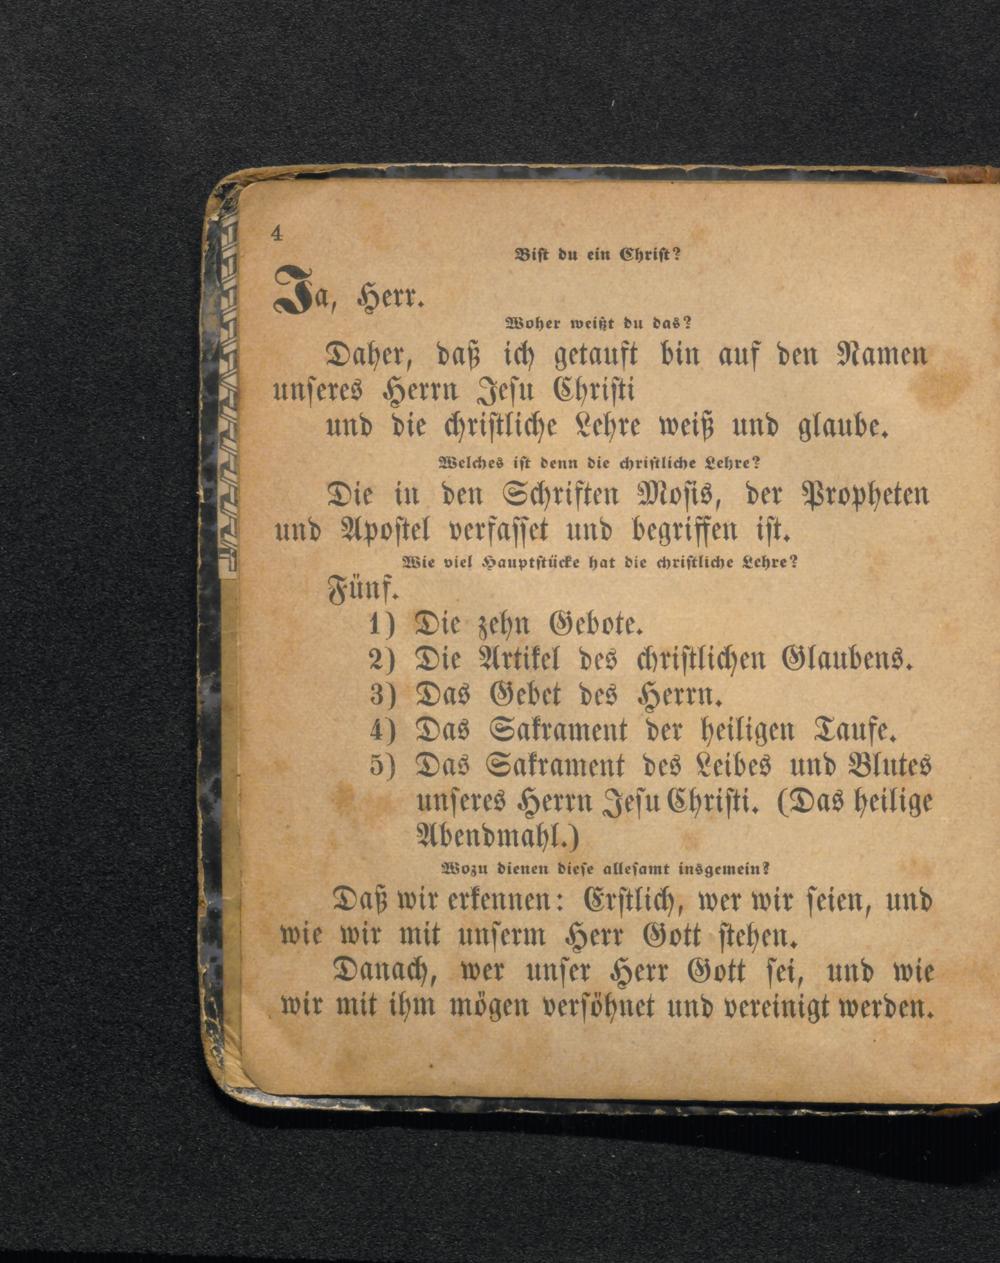 4
Bist du ein Christ?
Ja, Herr.
Woher weißt du das?
Daher, daß ich getauft bin auf den Namen
unseres Herrn Jesu Christi
und die christliche Lehre weiß und glaube.
Welches ist denn die christliche Lehre?
Die in den Schriften Mosis, der Propheten
und Apostel verfasset und begriffen ist.
Wie viel Hauptstücke hat die christliche Lehre?
Fünf.
1) Die zehn Gebote.
2) Die Artikel des christlichen Glaubens.
3) Das Gebet des Herrn.
4) Das Sakrament der heiligen Taufe.
5) Das Sakrament des Leibes und Blutes
unseres Herrn Jesu Christi. (Das heilige
Abendmahl.)
Wozu dienen diese allesamt insgemein?
Daß wir erkennen: Erstlich, wer wir seien, und
wie wir mit unserm Herr Gott stehen.
Danach, wer unser Herr Gott sei, und wie
wir mit ihm mögen versöhnet und vereinigt werden.